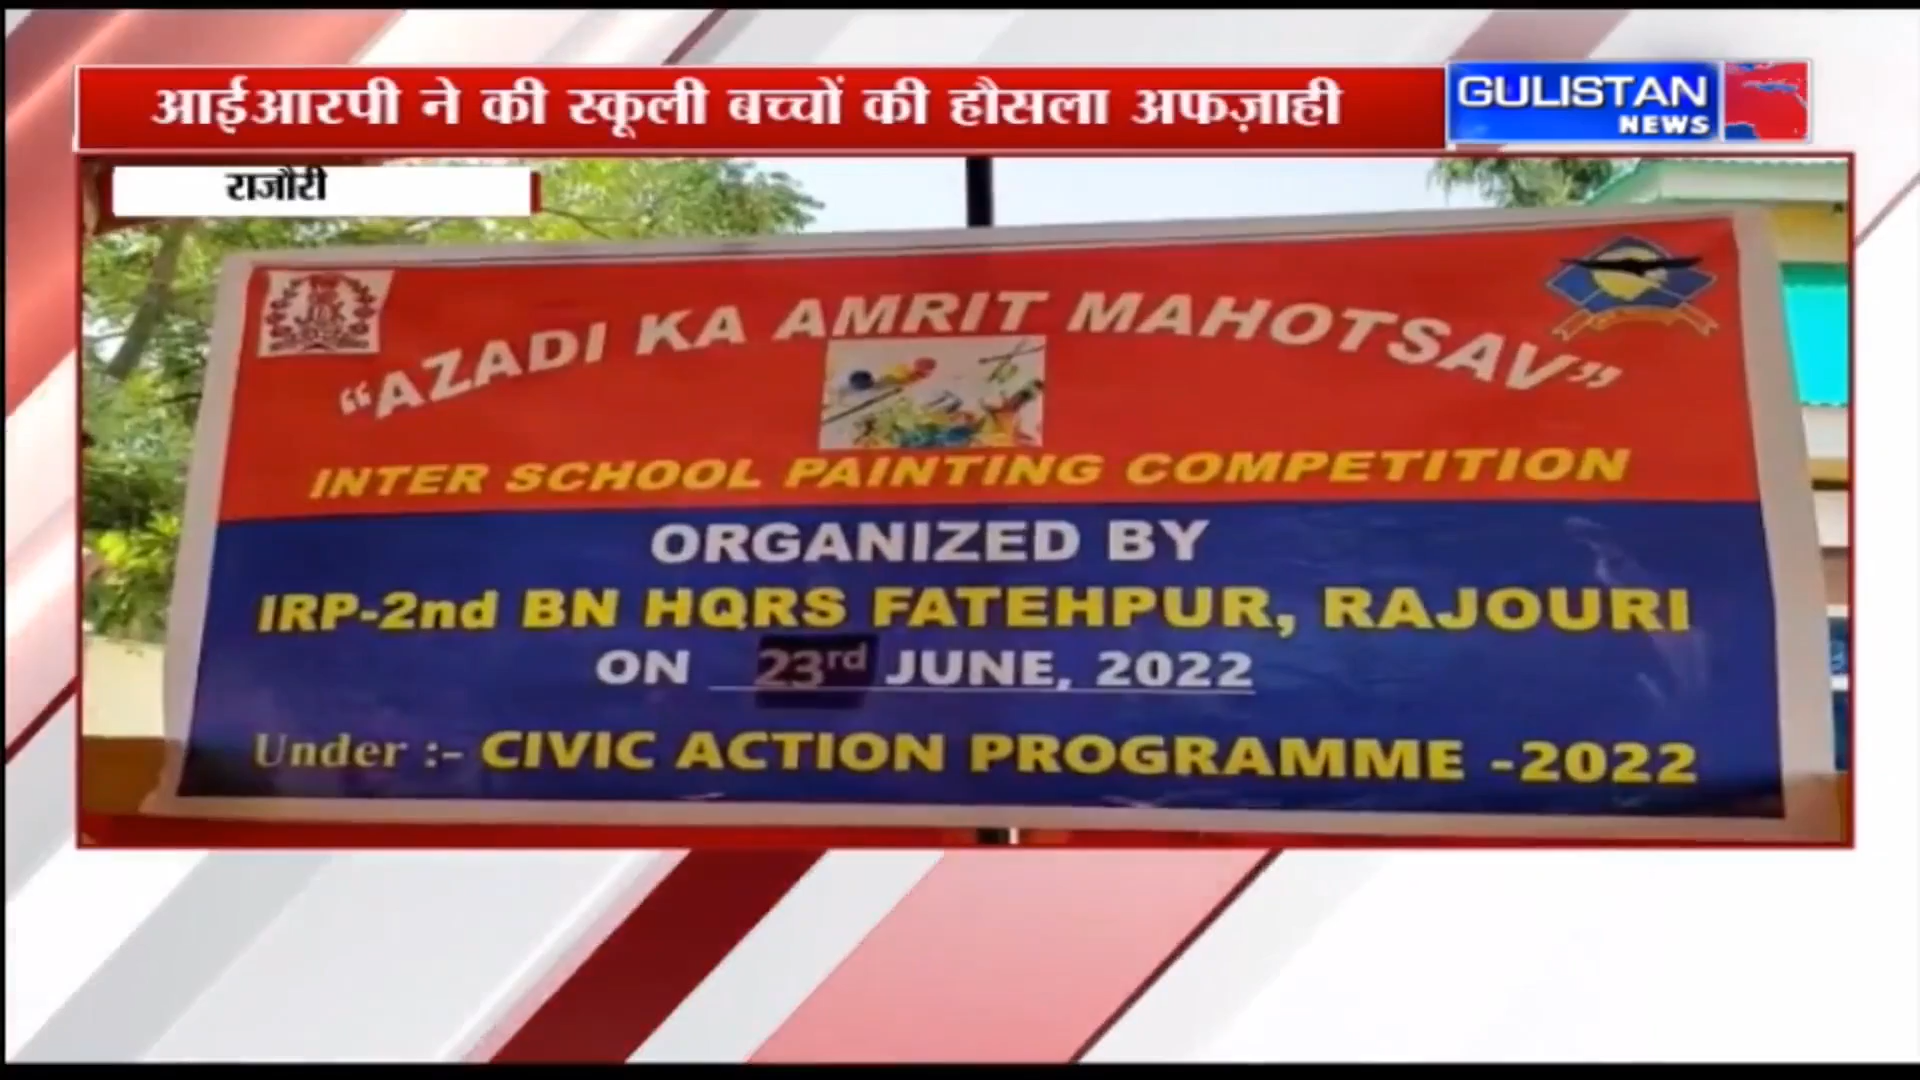 आईआरपी ने की स्कूली बच्चों की हौसला अफज़ाही
GULISTAN
NEWS
राजौरी
"AZADI KA AMRIT MAHOTSAV"
INTER SCHOOL PAINTING COMPETITION
ORGANIZED BY
IRP-2nd BN HQRS FATEHPUR, RAJOURI
ON 23rd JUNE, 2022
Under :- CIVIC ACTION PROGRAMME -2022